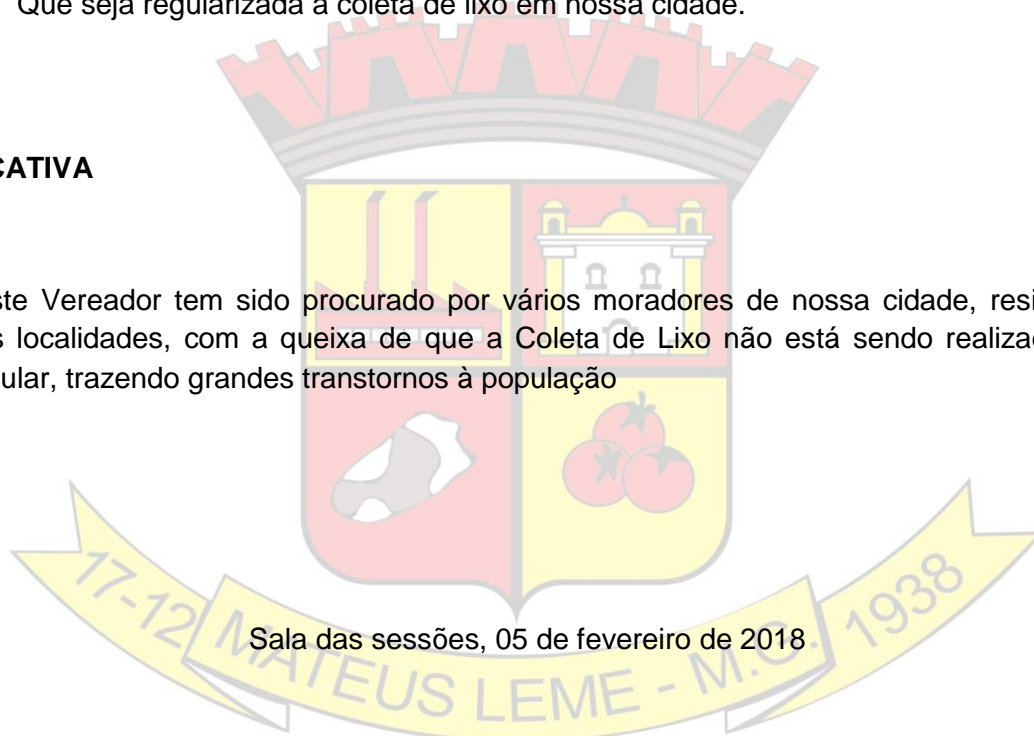 Que seja regularizada a coleta de lixo em nossa cidade.
CATIVA
ste Vereador tem sido procurado por vários moradores de nossa cidade, resi
s localidades, com a queixa de que a Coleta de Lixo não está sendo realiza
ular, trazendo grandes transtornos à população
Sala das sessões, 05 de fevereiro de 2018
17-12 MATEUS LEME - M.G. 1938